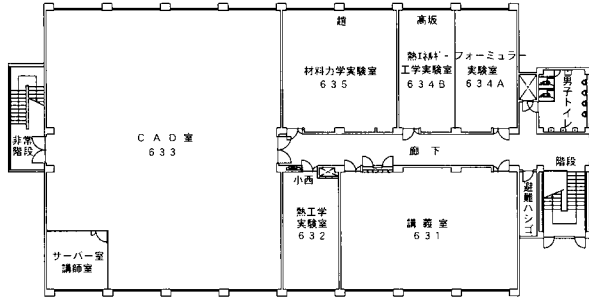 鎧
材料力学実験室
635
高坂
熱エネルギー
工学実験室
634B
フォーミュラー
実験室
634A
男子トイレ
非常
階段
CAD室
633
廊下
階段
小西
熱工学
実験室
632
講義室
631
避難ハシゴ
サーバー室
講師室